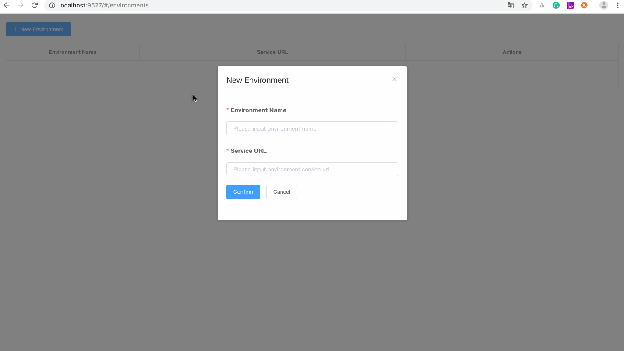 localhost:9527/#/environments
+ New Environment
Environment Name Service URL Actions
New Environment
* Environment Name
Please input environment name
* Service URL
Please input environment service url
Confirm Cancel